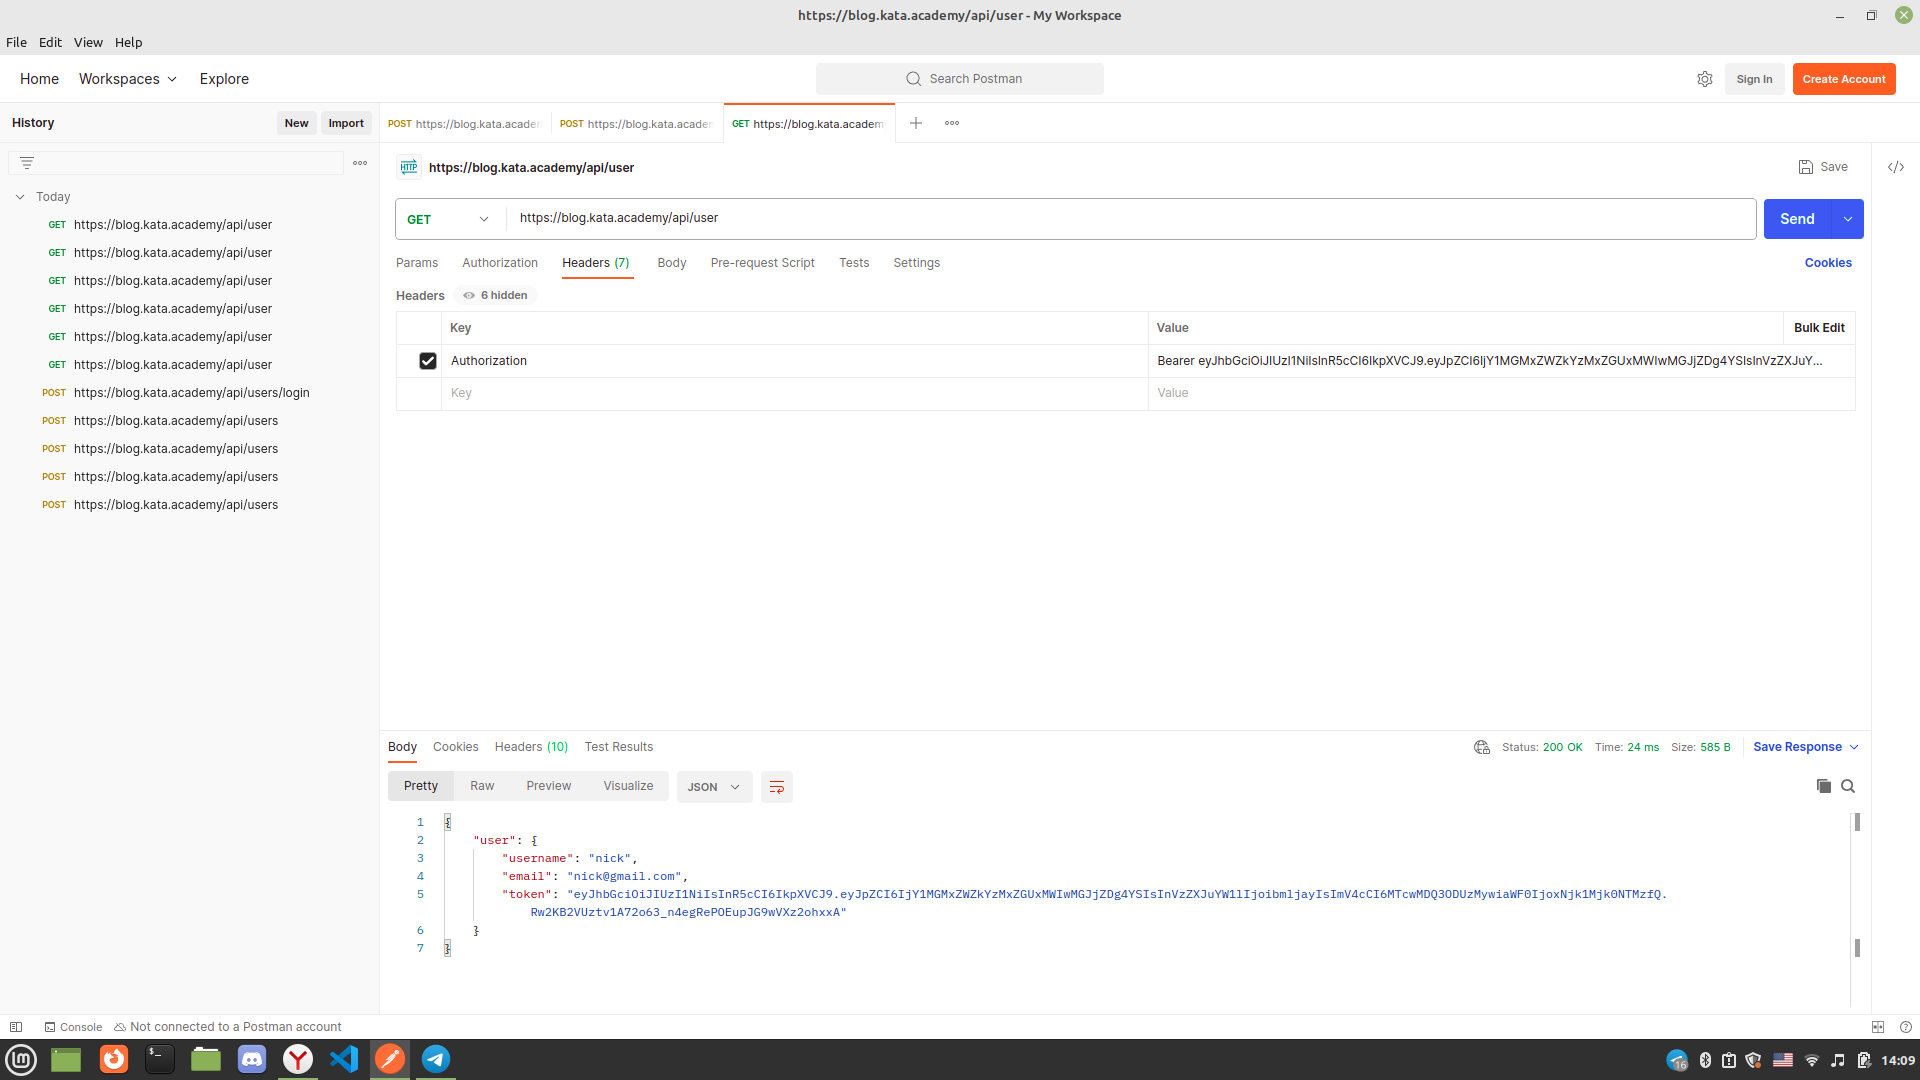 https://blog.kata.academy/api/user - My Workspace
File Edit View Help
Home Workspaces Explore
Search Postman
Sign In Create Account
History New Import
POST https://blog.kata.academ POST https://blog.kata.academ GET https://blog.kata.academ
https://blog.kata.academy/api/user
Save
Today
GET https://blog.kata.academy/api/user
GET https://blog.kata.academy/api/user
GET https://blog.kata.academy/api/user
GET https://blog.kata.academy/api/user
GET https://blog.kata.academy/api/user
GET https://blog.kata.academy/api/user
POST https://blog.kata.academy/api/users/login
POST https://blog.kata.academy/api/users
POST https://blog.kata.academy/api/users
POST https://blog.kata.academy/api/users
POST https://blog.kata.academy/api/users
GET https://blog.kata.academy/api/user
Send
Params Authorization Headers (7) Body Pre-request Script Tests Settings Cookies
Headers 6 hidden
Key Value Bulk Edit
Authorization Bearer eyJhbGciOiJIUzI1NiIsInR5cCI6IkpXVCJ9.eyJpZCI6IjY1MGMxZWZkYzMxZGUxMWIwMGJjZDg4YSIsInVzZXJuY...
Key Value
Body Cookies Headers (10) Test Results
Status: 200 OK Time: 24 ms Size: 585 B Save Response
Pretty Raw Preview Visualize JSON
1 {
2 "user": {
3 "username": "nick",
4 "email": "nick@gmail.com",
5 "token": "eyJhbGciOiJIUzI1NiIsInR5cCI6IkpXVCJ9.eyJpZCI6IjY1MGMxZWZkYzMxZGUxMWIwMGJjZDg4YSIsInVzZXJuYW1lIjoibmljayIsImV4cCI6MTcwMDQ3ODUzMywiaWF0IjoxNjk1Mjk0NTMzfQ.
Rw2KB2VUztv1A72o63_n4egRePOEupJG9wVXz2ohxxA"
6 }
7 }
Console Not connected to a Postman account
16
14:09